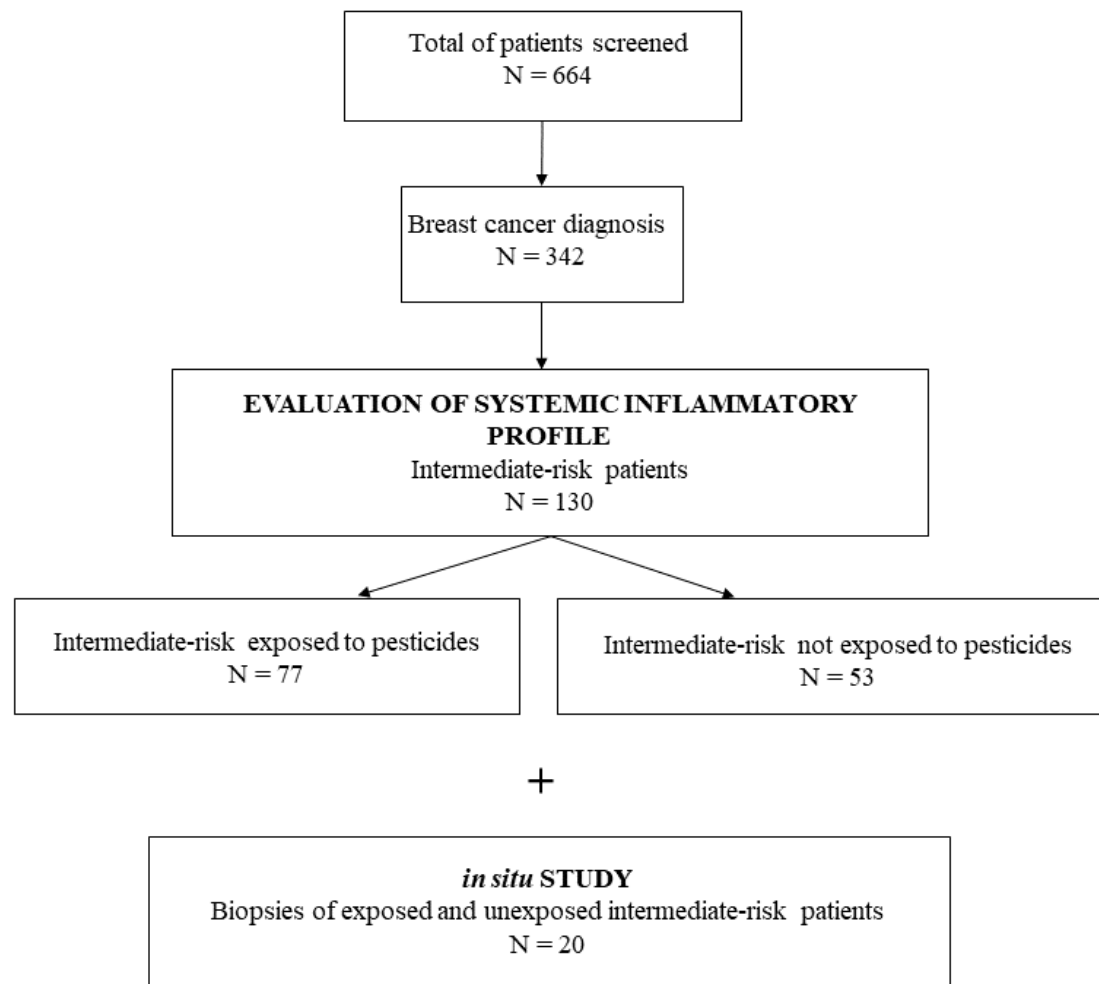 Total of patients screened
N = 664
Breast cancer diagnosis
N = 342
EVALUATION OF SYSTEMIC INFLAMMATORY
PROFILE
Intermediate-risk patients
N = 130
Intermediate-risk exposed to pesticides
N = 77
Intermediate-risk not exposed to pesticides
N = 53
+
in situ STUDY
Biopsies of exposed and unexposed intermediate-risk patients
N = 20